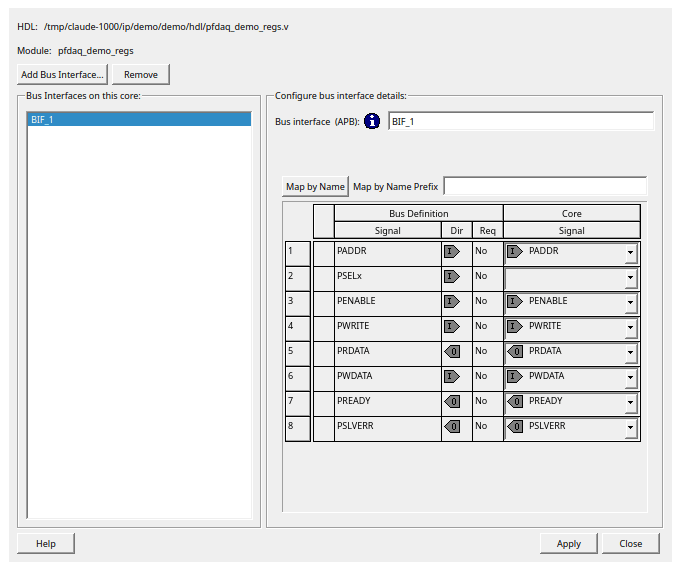 HDL: /tmp/claude-1000/ip/demo/demo/hdl/pfdaq_demo_regs.v
Module: pfdaq_demo_regs
Add Bus Interface... Remove
Bus Interfaces on this core:
BIF_1
Configure bus interface details:
Bus interface (APB): i BIF_1
Map by Name Map by Name Prefix
Bus Definition Core
Signal Dir Req Signal
1 PADDR I No I PADDR
2 PSELx I No
3 PENABLE I No I PENABLE
4 PWRITE I No I PWRITE
5 PRDATA O No O PRDATA
6 PWDATA I No I PWDATA
7 PREADY O No O PREADY
8 PSLVERR O No O PSLVERR
Help Apply Close